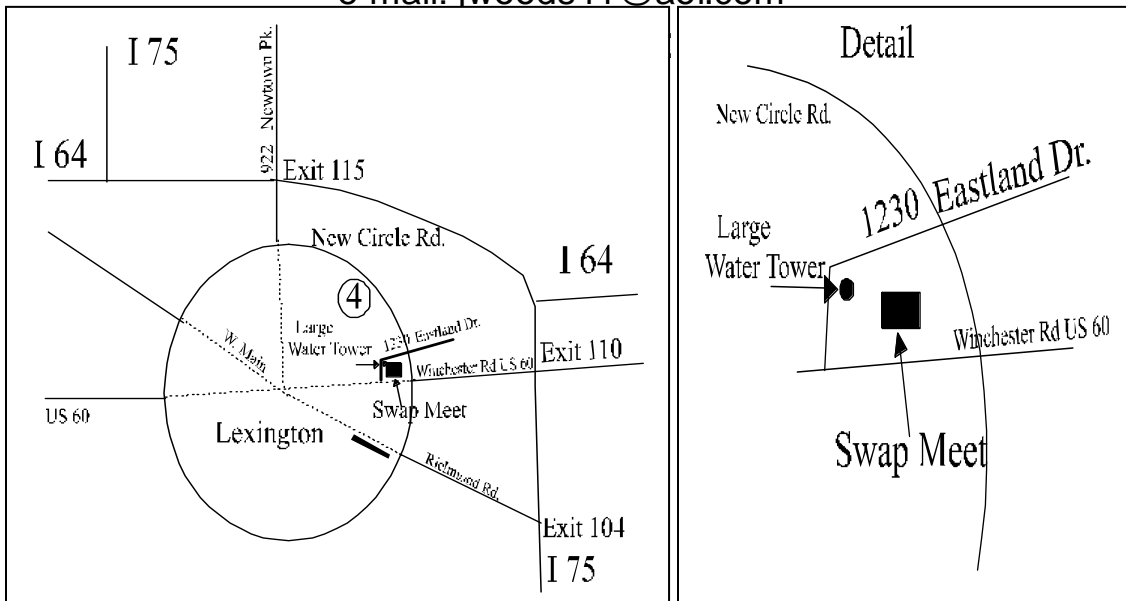 I 75
922 Newtown Pk.
I 64
Exit 115
New Circle Rd.
I 64
4
Large
Water Tower
1230 Eastland Dr.
Winchester Rd US 60
Exit 110
W. Main
US 60
Swap Meet
Lexington
Richmond Rd.
Exit 104
I 75
Detail
New Circle Rd.
1230 Eastland Dr.
Large
Water Tower
Winchester Rd US 60
Swap Meet